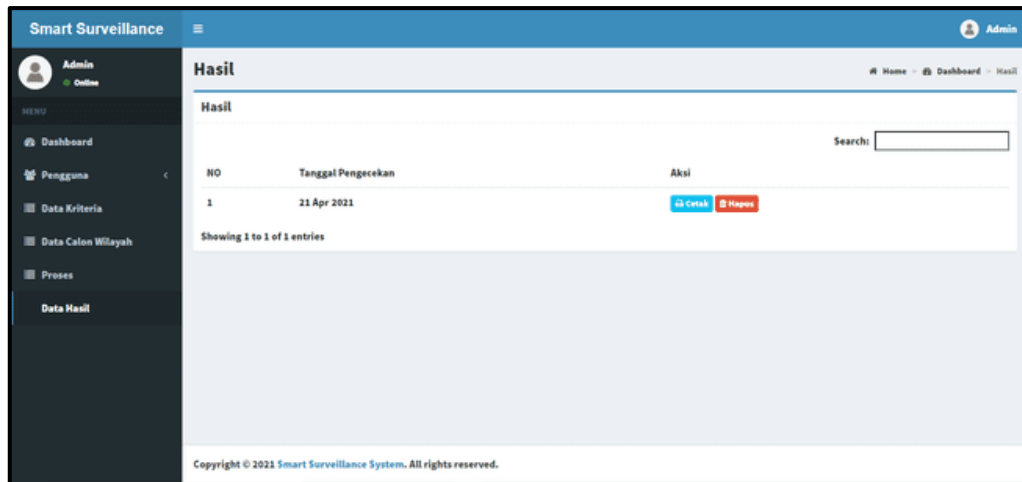 Smart Surveillance
Admin
Admin
Online
MENU
Dashboard
Pengguna
Data Kriteria
Data Calon Wilayah
Proses
Data Hasil
Hasil
Home > Dashboard > Hasil
Hasil
Search:
NO Tanggal Pengecekan Aksi
1 21 Apr 2021 Cetak Hapus
Showing 1 to 1 of 1 entries
Copyright © 2021 Smart Surveillance System. All rights reserved.